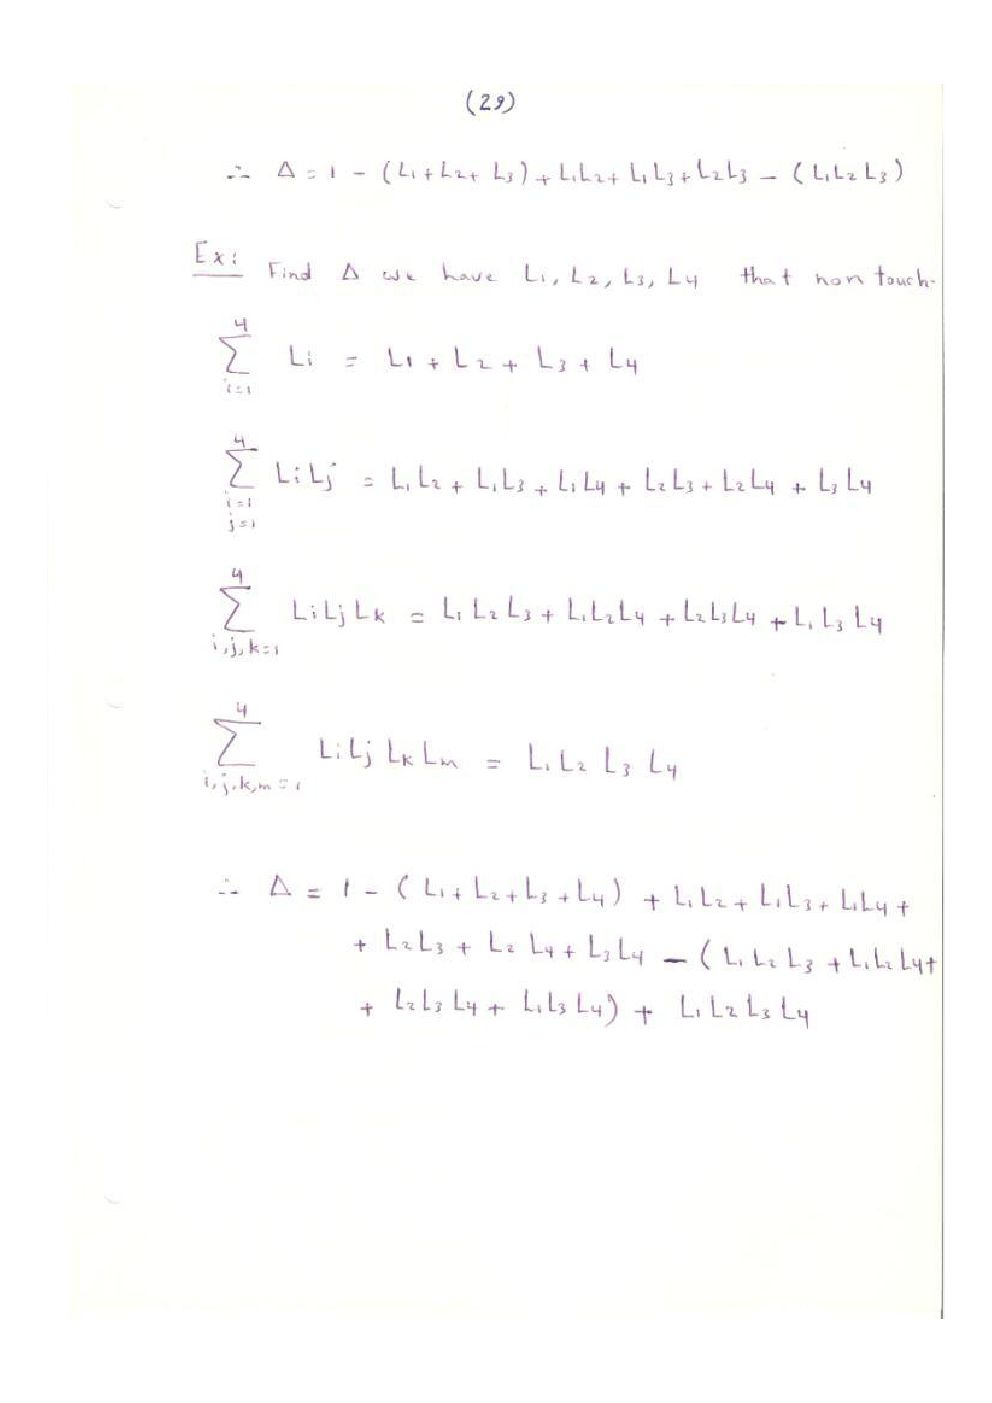 (29)
∴ Δ = 1 - (L1 + L2 + L3) + L1L2 + L1L3 + L2L3 - (L1L2L3)
Ex: Find Δ we have L1, L2, L3, L4 that non touch.
4
∑ Li = L1 + L2 + L3 + L4
i=1
4
∑ LiLj = L1L2 + L1L3 + L1L4 + L2L3 + L2L4 + L3L4
i=1
j=1
4
∑ LiLjLk = L1L2L3 + L1L2L4 + L2L3L4 + L1L3L4
i,j,k=1
4
∑ LiLjLkLm = L1L2L3L4
i,j,k,m=1
∴ Δ = 1 - (L1 + L2 + L3 + L4) + L1L2 + L1L3 + L1L4 +
+ L2L3 + L2L4 + L3L4 - (L1L2L3 + L1L2L4 +
+ L2L3L4 + L1L3L4) + L1L2L3L4